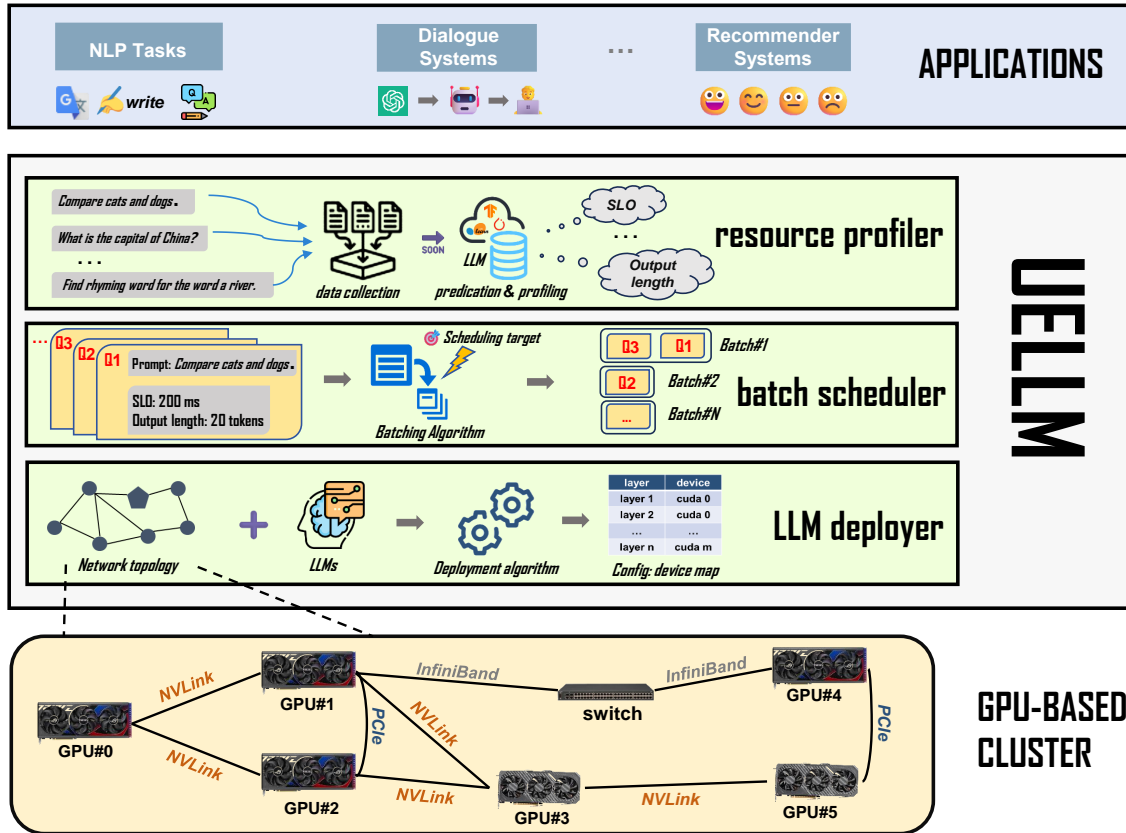 NLP Tasks
Dialogue
Systems
...
Recommender
Systems
APPLICATIONS
G
write
Q
A
Compare cats and dogs.
What is the capital of China?
...
Find rhyming word for the word a river.
data collection
SOON
LLM
predication & profiling
SLO
...
Output
length
resource profiler
UELLM
... Q3
Q2
Q1
Prompt: Compare cats and dogs.
SLO: 200 ms
Output length: 20 tokens
Scheduling target
Batching Algorithm
Q3 Q1 Batch#1
Q2 Batch#2
... Batch#N
batch scheduler
Network topology
LLMs
Deployment algorithm
layer device
layer 1 cuda 0
layer 2 cuda 0
... ...
layer n cuda m
Config: device map
LLM deployer
GPU#0
NVLink
NVLink
GPU#1
GPU#2
PCIe
InfiniBand
NVLink
NVLink
switch
GPU#3
InfiniBand
NVLink
GPU#4
PCIe
GPU#5
GPU-BASED
CLUSTER